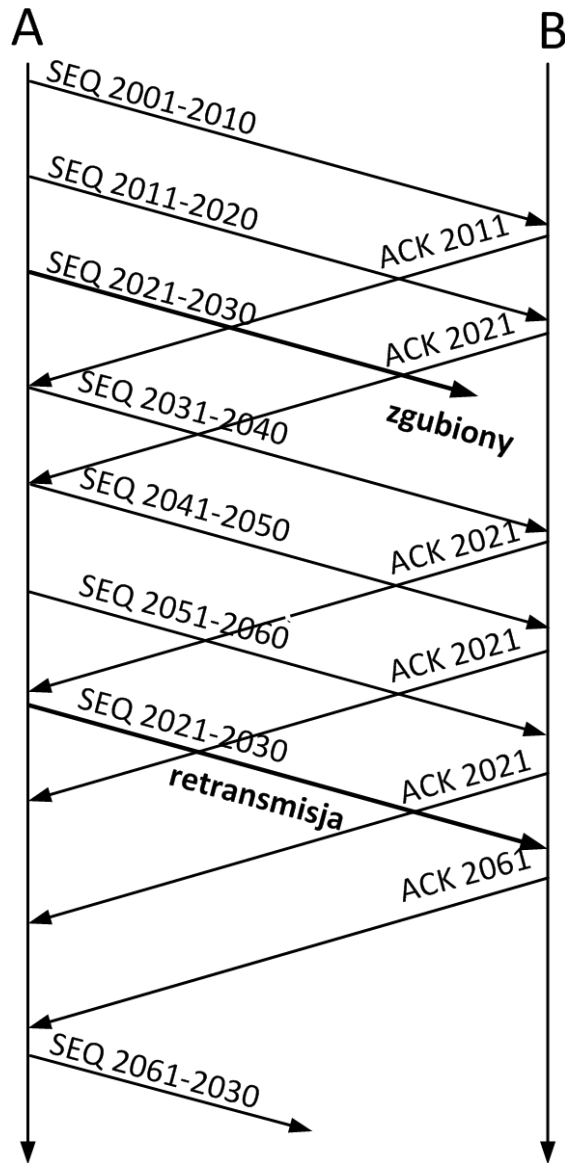 A
B
SEQ 2001-2010
SEQ 2011-2020
ACK 2011
SEQ 2021-2030
ACK 2021
zgubiony
SEQ 2031-2040
SEQ 2041-2050
ACK 2021
SEQ 2051-2060
ACK 2021
SEQ 2021-2030
retransmisja
ACK 2021
ACK 2061
SEQ 2061-2030